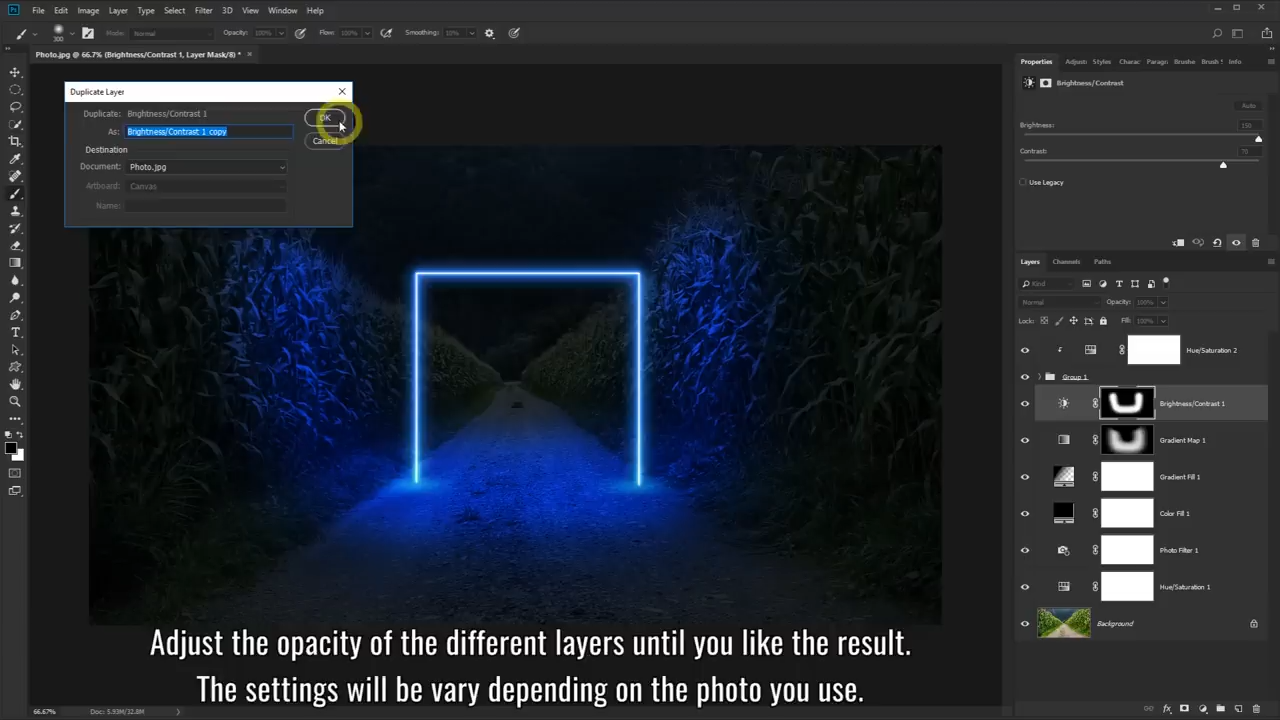 Ps File Edit Image Layer Type Select Filter 3D View Window Help
300 Mode: Normal Opacity: 100% Flow: 100% Smoothing: 10%
Photo.jpg @ 66.7% (Brightness/Contrast 1, Layer Mask/8) *
Duplicate Layer
Duplicate: Brightness/Contrast 1
OK
As: Brightness/Contrast 1 copy
Cancel
Destination
Document: Photo.jpg
Artboard: Canvas
Name:
Properties Adjust Styles Charac Paragr Brushe Brush S Info
Brightness/Contrast
Auto
Brightness: 150
Contrast: 70
Use Legacy
Layers Channels Paths
Kind
Normal Opacity: 100%
Lock: Fill: 100%
Hue/Saturation 2
Group 1
Brightness/Contrast 1
Gradient Map 1
Gradient Fill 1
Color Fill 1
Photo Filter 1
Hue/Saturation 1
Background
Adjust the opacity of the different layers until you like the result.
The settings will be vary depending on the photo you use.
66.67% Doc: 5.93M/32.8M